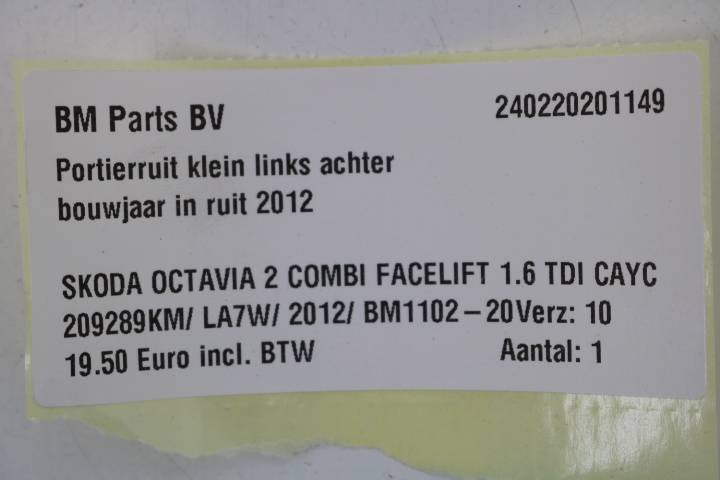 BM Parts BV 240220201149
Portierruit klein links achter
bouwjaar in ruit 2012
SKODA OCTAVIA 2 COMBI FACELIFT 1.6 TDI CAYC
209289KM/ LA7W/ 2012/ BM1102-20Verz: 10
19.50 Euro incl. BTW Aantal: 1